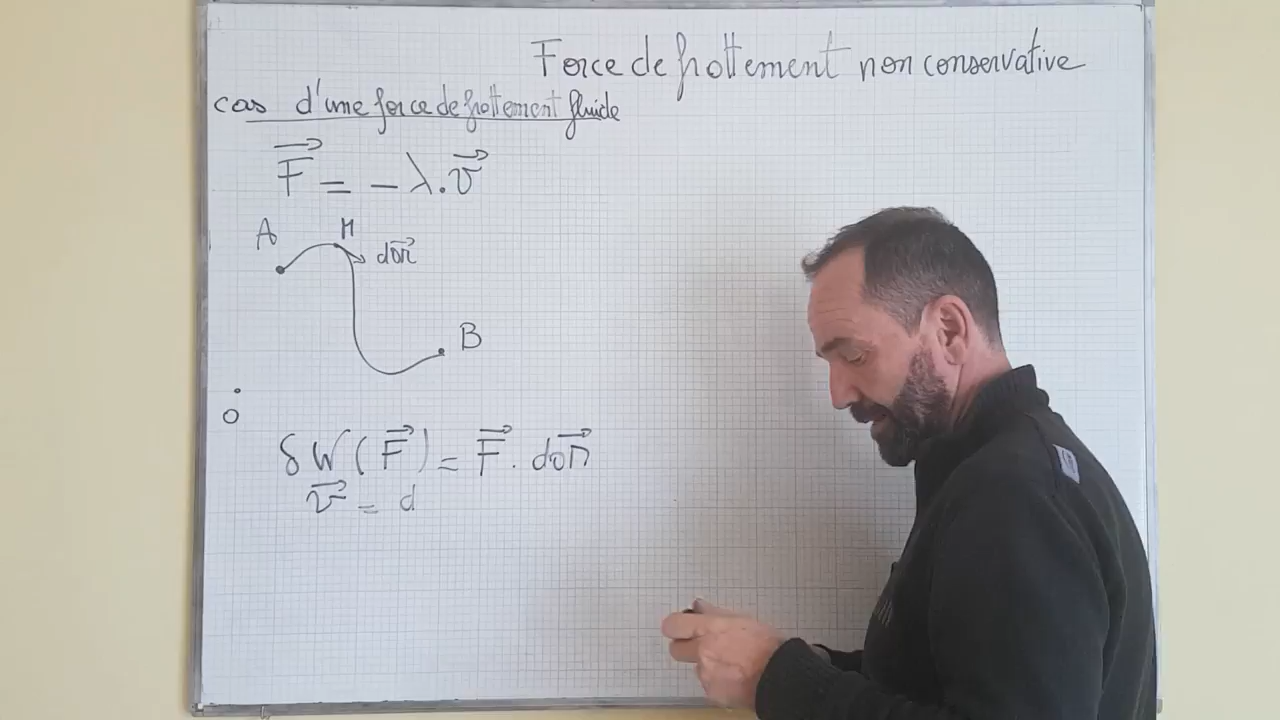 Force de frottement non conservative
cas d'une force de frottement fluide
F⃗ = - λ.v⃗
A
M
dOM⃗
B
O
δW(F⃗) = F⃗ . dOM⃗
v⃗ = d